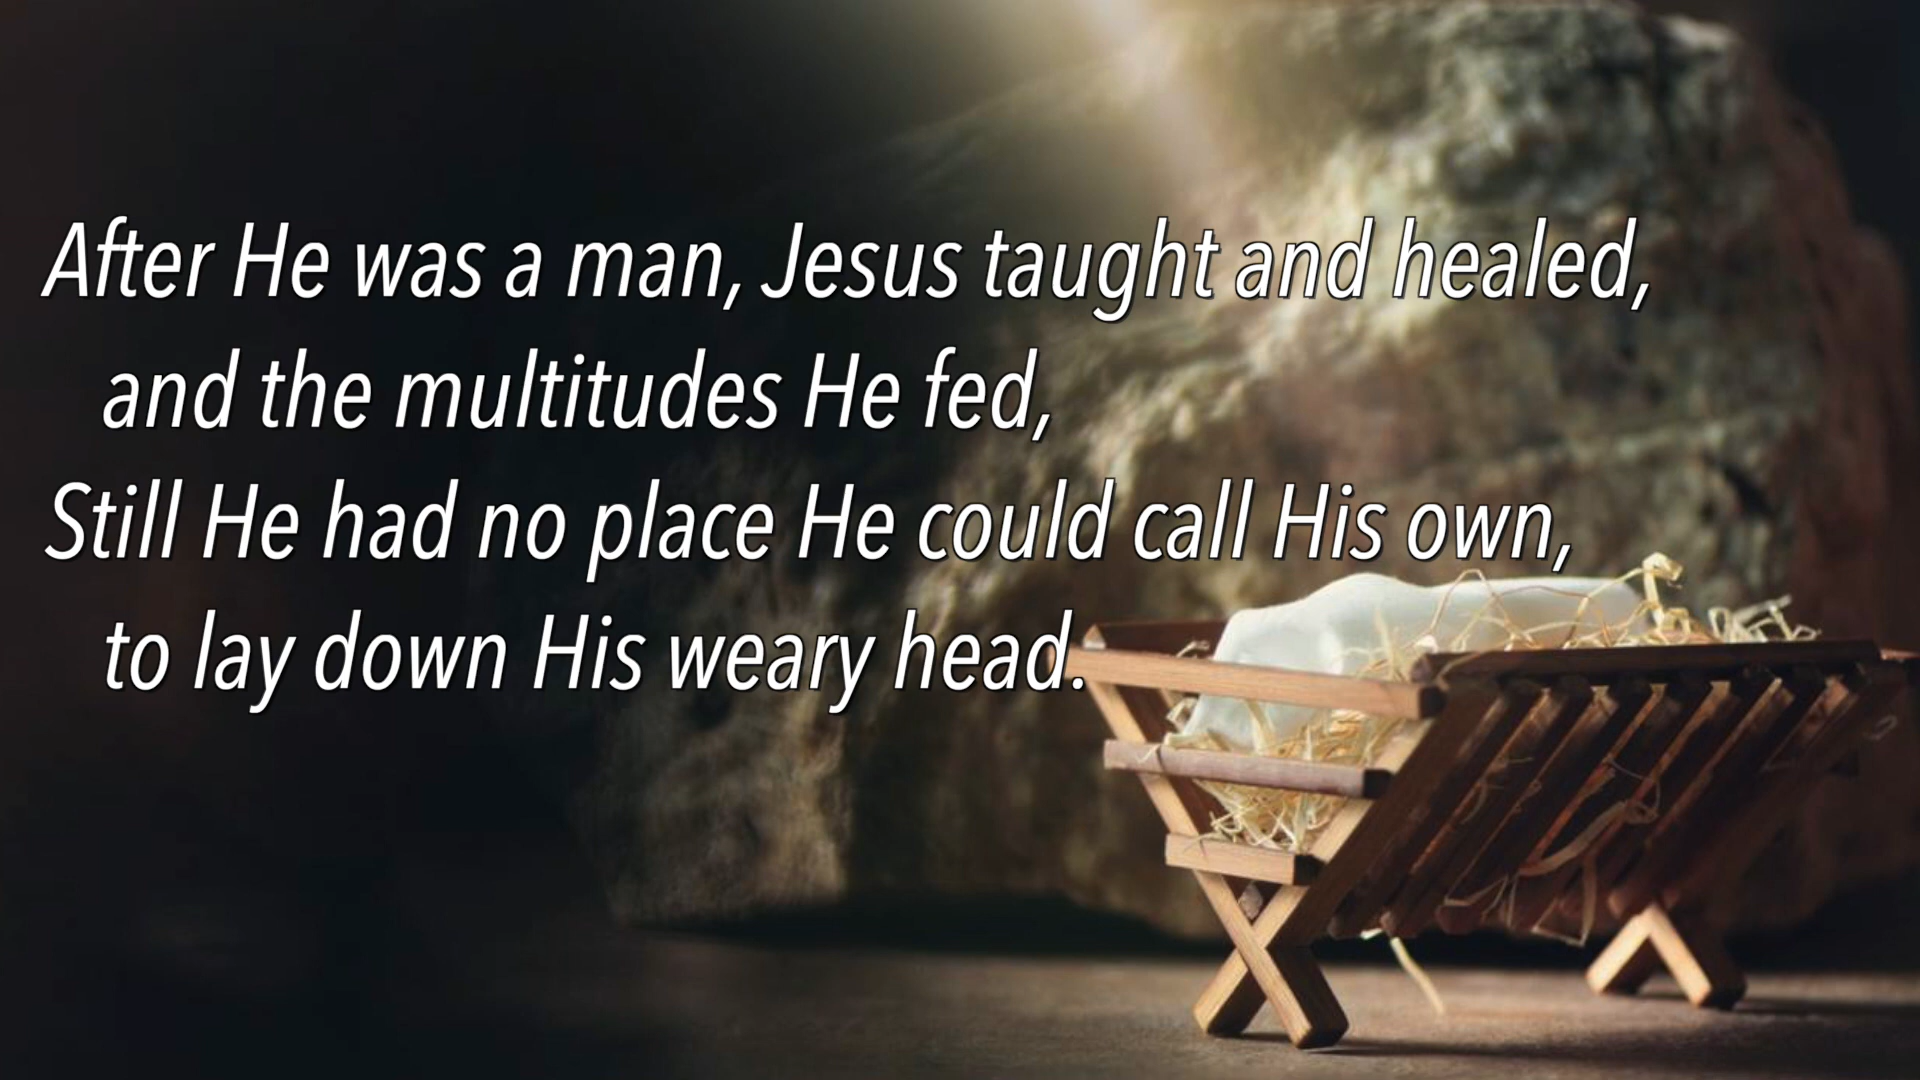 After He was a man, Jesus taught and healed,
and the multitudes He fed,
Still He had no place He could call His own,
to lay down His weary head.